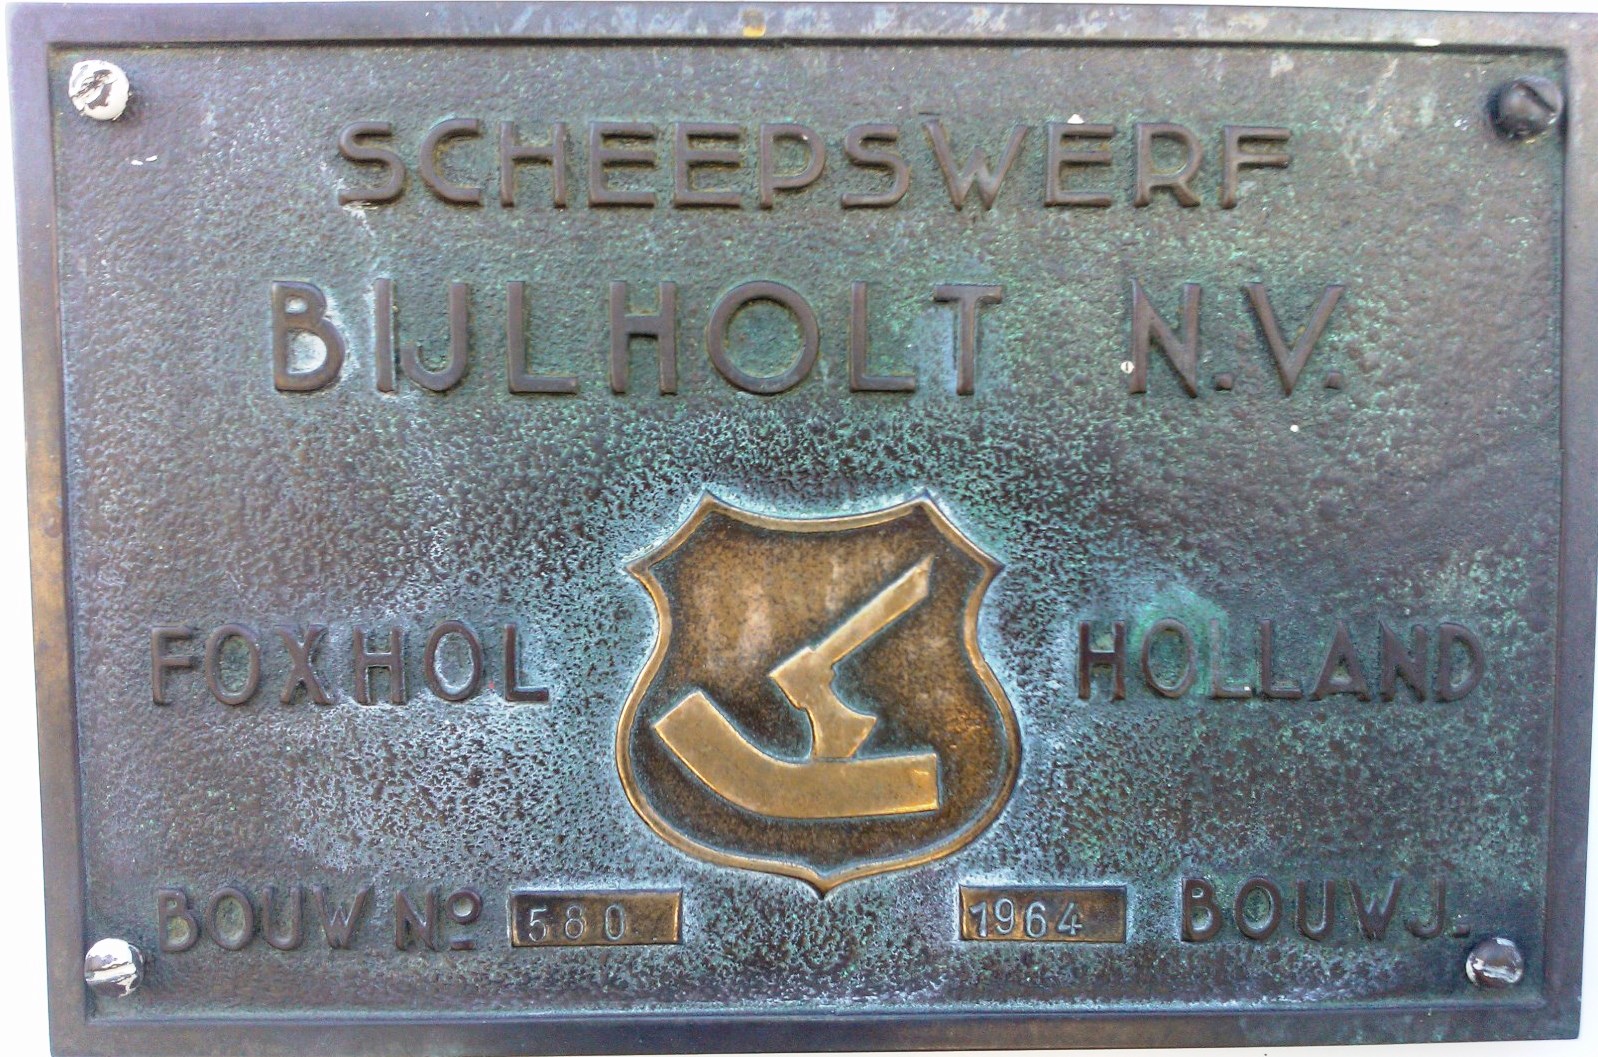 SCHEEPSWERF
BIJLHOLT N.V.
FOXHOL HOLLAND
BOUW Nº 580 1964 BOUWJ.